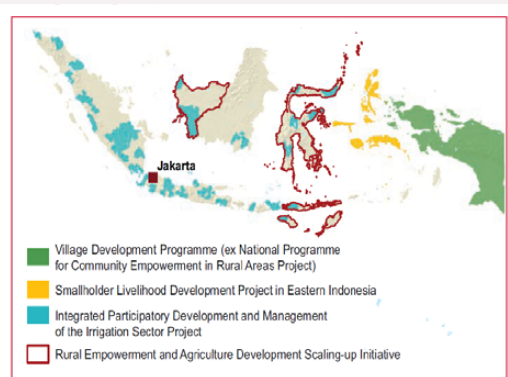 Jakarta
Village Development Programme (ex National Programme
for Community Empowerment in Rural Areas Project)
Smallholder Livelihood Development Project in Eastern Indonesia
Integrated Participatory Development and Management
of the Irrigation Sector Project
Rural Empowerment and Agriculture Development Scaling-up Initiative